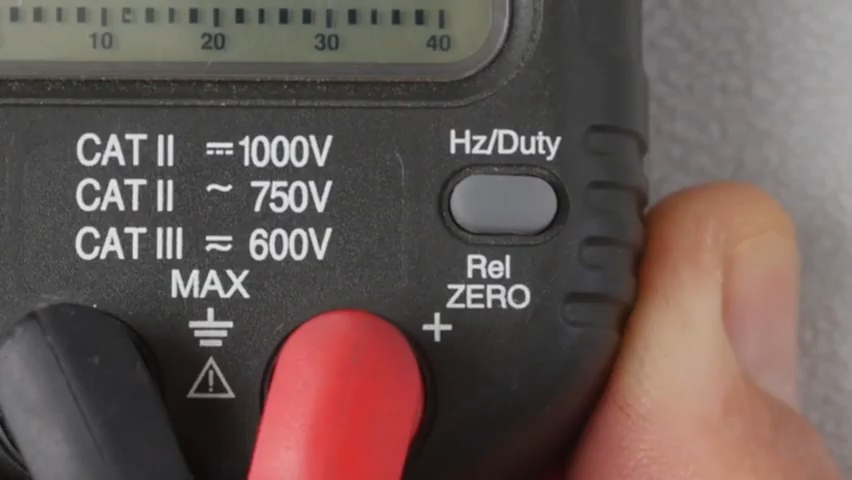 10 20 30 40
CAT II ⎓ 1000V
CAT II ~ 750V
CAT III ≂ 600V
MAX
Hz/Duty
Rel
ZERO
+